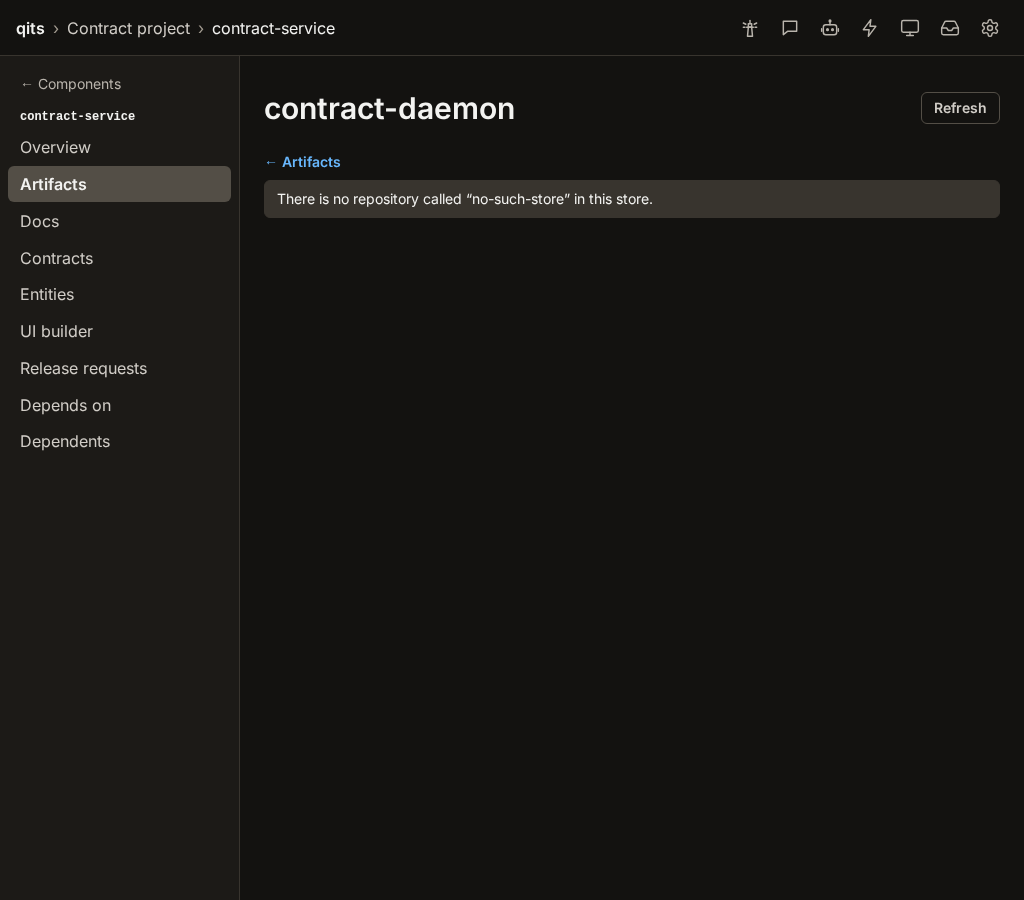 qits › Contract project › contract-service
← Components
contract-service
Overview
Artifacts
Docs
Contracts
Entities
UI builder
Release requests
Depends on
Dependents
contract-daemon
Refresh
← Artifacts
There is no repository called “no-such-store” in this store.